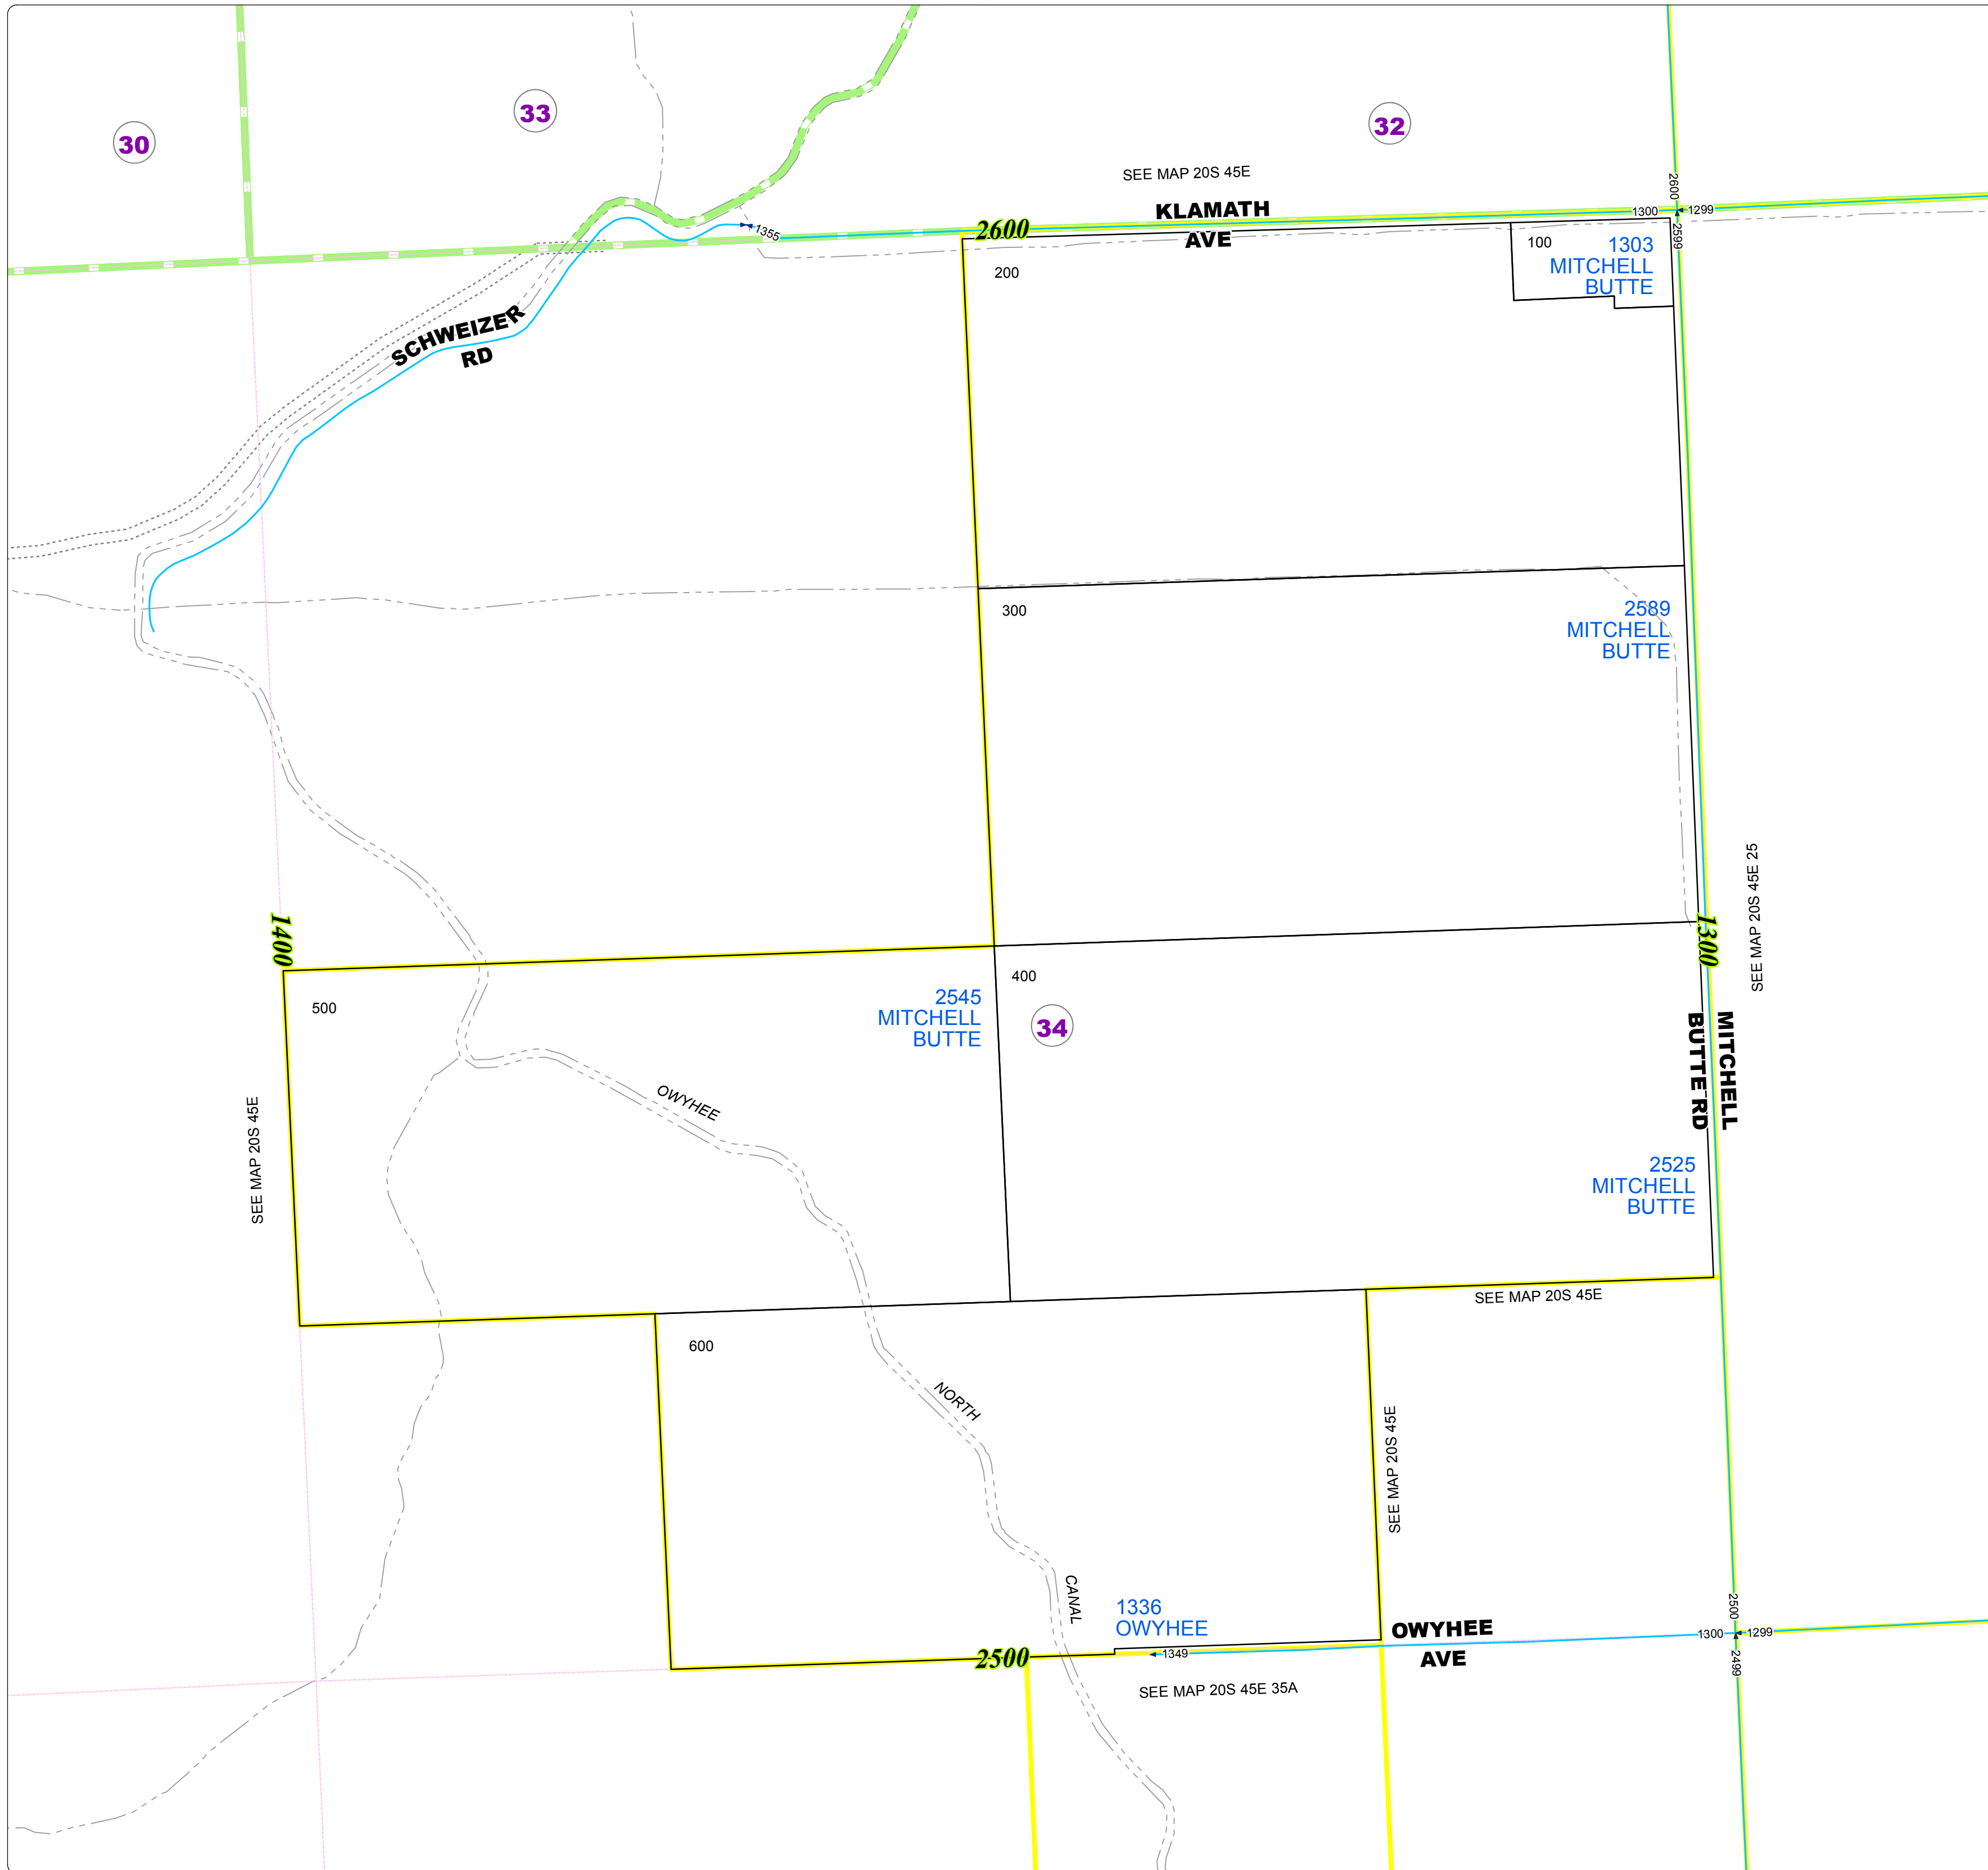 30
33
32
SEE MAP 20S 45E
2600
KLAMATH
AVE
1355
2600
1300
1299
2599
100
1303
MITCHELL
BUTTE
200
SCHWEIZER
RD
300
2589
MITCHELL
BUTTE
SEE MAP 20S 45E 25
1400
1300
500
2545
MITCHELL
BUTTE
400
34
MITCHELL
BUTTE RD
OWYHEE
SEE MAP 20S 45E
2525
MITCHELL
BUTTE
SEE MAP 20S 45E
600
NORTH
SEE MAP 20S 45E
CANAL
1336
OWYHEE
OWYHEE
AVE
2500
1300
1299
2499
2500
1349
SEE MAP 20S 45E 35A